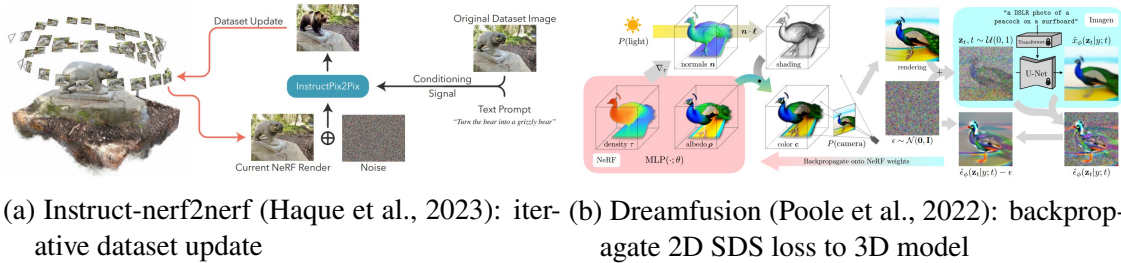 Dataset Update
Original Dataset Image
InstructPix2Pix
Conditioning
Signal
Text Prompt
"Turn the bear into a grizzly bear"
Current NeRF Render
Noise
P(light)
n · ℓ
normals n
shading
∇τ
density τ
albedo ρ
color c
P(camera)
NeRF
MLP(·; θ)
rendering
ϵ ∼ N(0, I)
Backpropagate onto NeRF weights
"a DSLR photo of a
peacock on a surfboard"
Imagen
z_t, t ∼ U(0, 1)
Transformer
x̂_ϕ(z_t|y; t)
U-Net
ϵ̂_ϕ(z_t|y; t) − ϵ
ϵ̂_ϕ(z_t|y; t)
(a) Instruct-nerf2nerf (Haque et al., 2023): iter-
ative dataset update
(b) Dreamfusion (Poole et al., 2022): backprop-
agate 2D SDS loss to 3D model